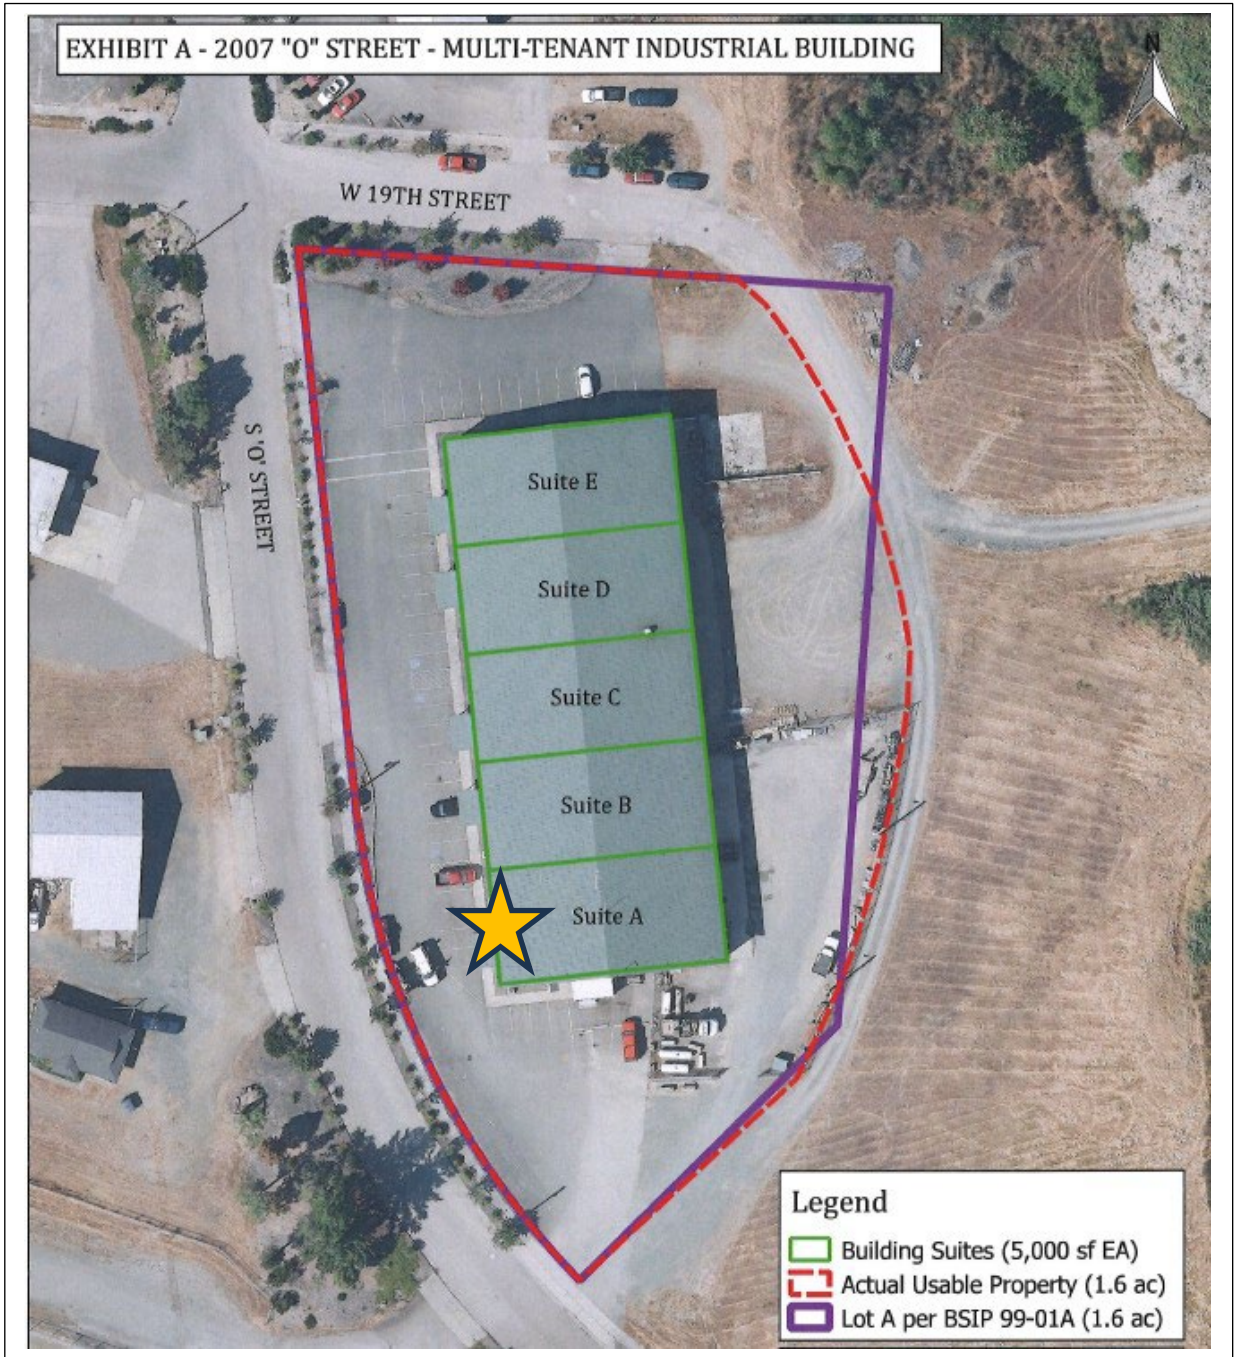 EXHIBIT A - 2007 "O" STREET - MULTI-TENANT INDUSTRIAL BUILDING
N
W 19TH STREET
S 'O' STREET
Suite E
Suite D
Suite C
Suite B
Suite A
Legend
Building Suites (5,000 sf EA)
Actual Usable Property (1.6 ac)
Lot A per BSIP 99-01A (1.6 ac)